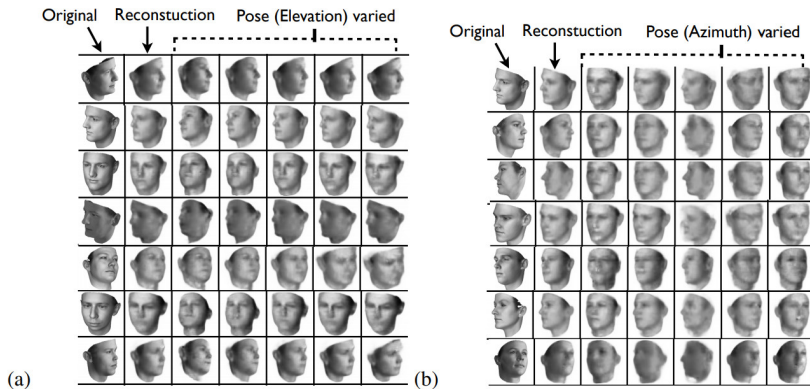 Original Reconstuction Pose (Elevation) varied
(a)
Original Reconstuction Pose (Azimuth) varied
(b)